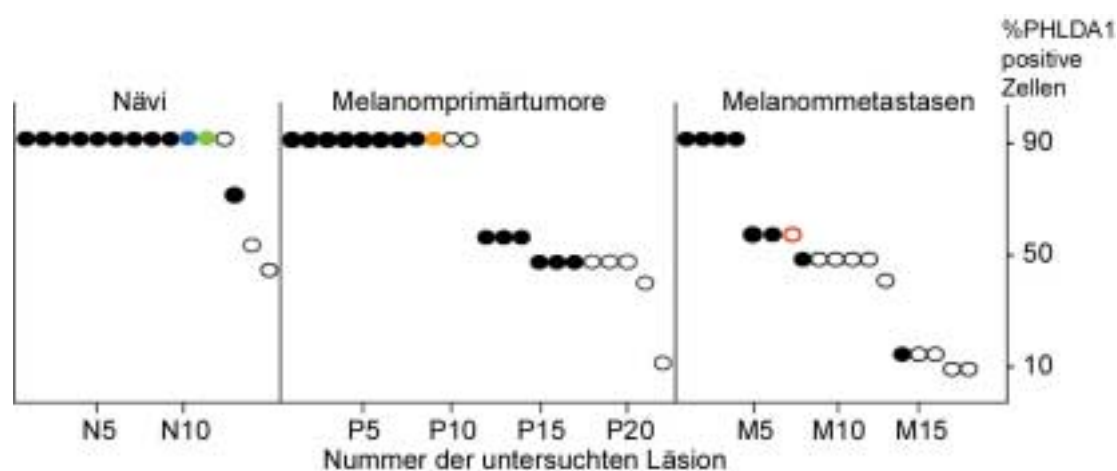 %PHLDA1
positive
Zellen
Nävi Melanomprimärtumore Melanommetastasen
90
50
10
N5 N10 P5 P10 P15 P20 M5 M10 M15
Nummer der untersuchten Läsion